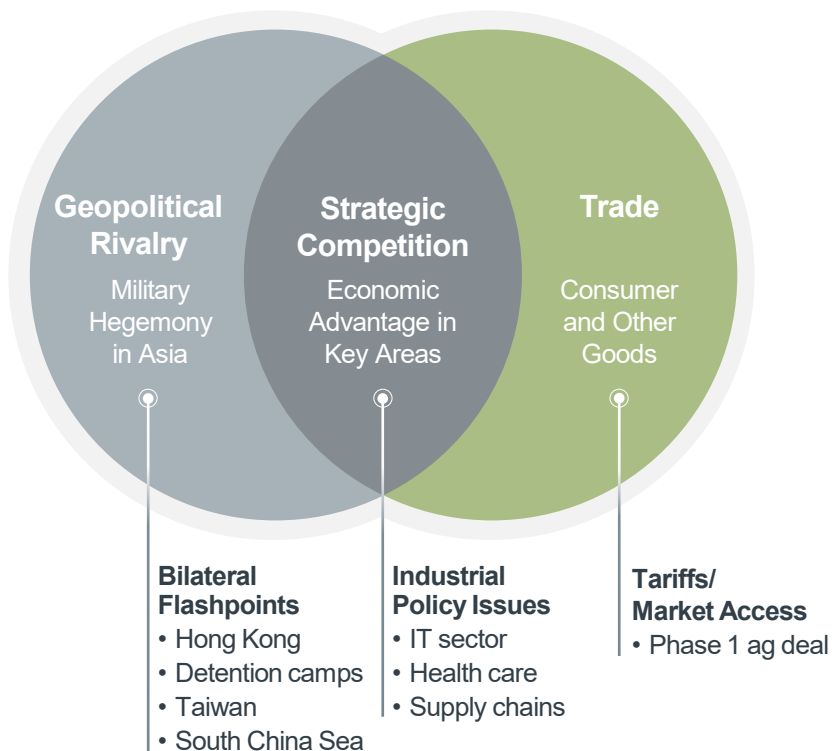 Geopolitical
Rivalry
Military
Hegemony
in Asia
Strategic
Competition
Economic
Advantage in
Key Areas
Trade
Consumer
and Other
Goods
Bilateral
Flashpoints
• Hong Kong
• Detention camps
• Taiwan
• South China Sea
Industrial
Policy Issues
• IT sector
• Health care
• Supply chains
Tariffs/
Market Access
• Phase 1 ag deal